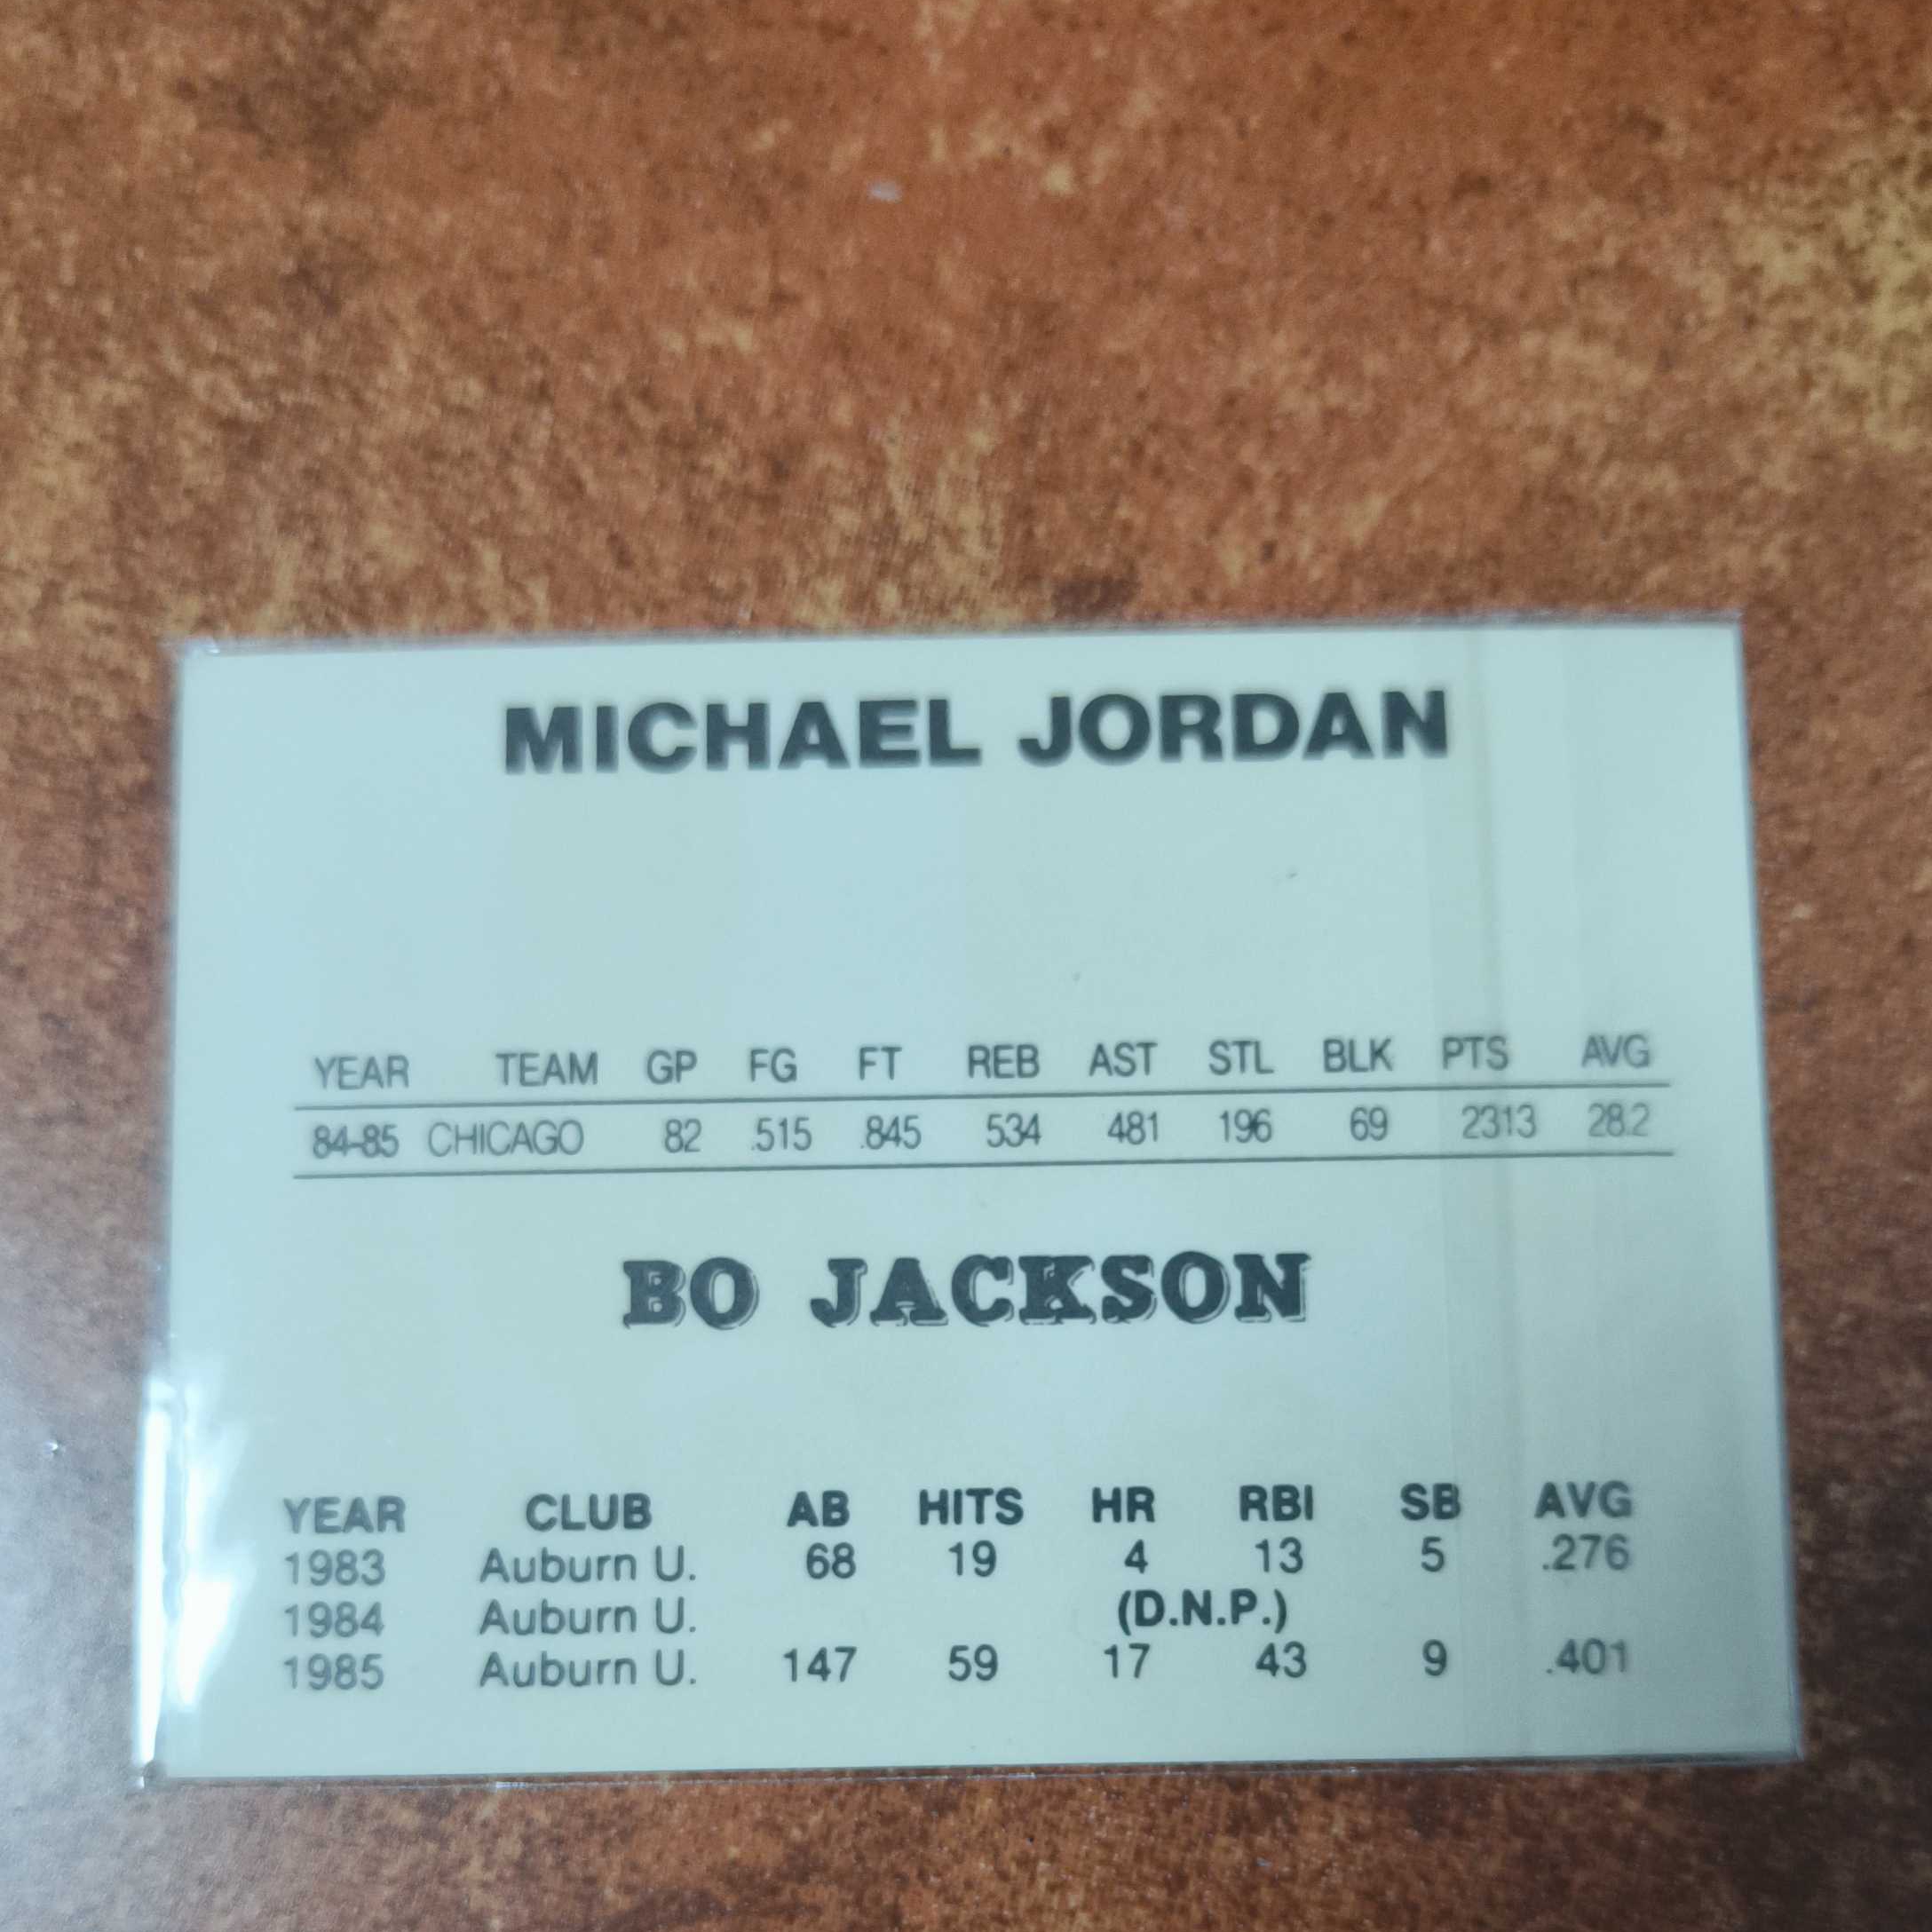 MICHAEL JORDAN
YEAR TEAM GP FG FT REB AST STL BLK PTS AVG
84-85 CHICAGO 82 .515 .845 534 481 196 69 2313 28.2
BO JACKSON
YEAR CLUB AB HITS HR RBI SB AVG
1983 Auburn U. 68 19 4 13 5 .276
1984 Auburn U. (D.N.P.)
1985 Auburn U. 147 59 17 43 9 .401